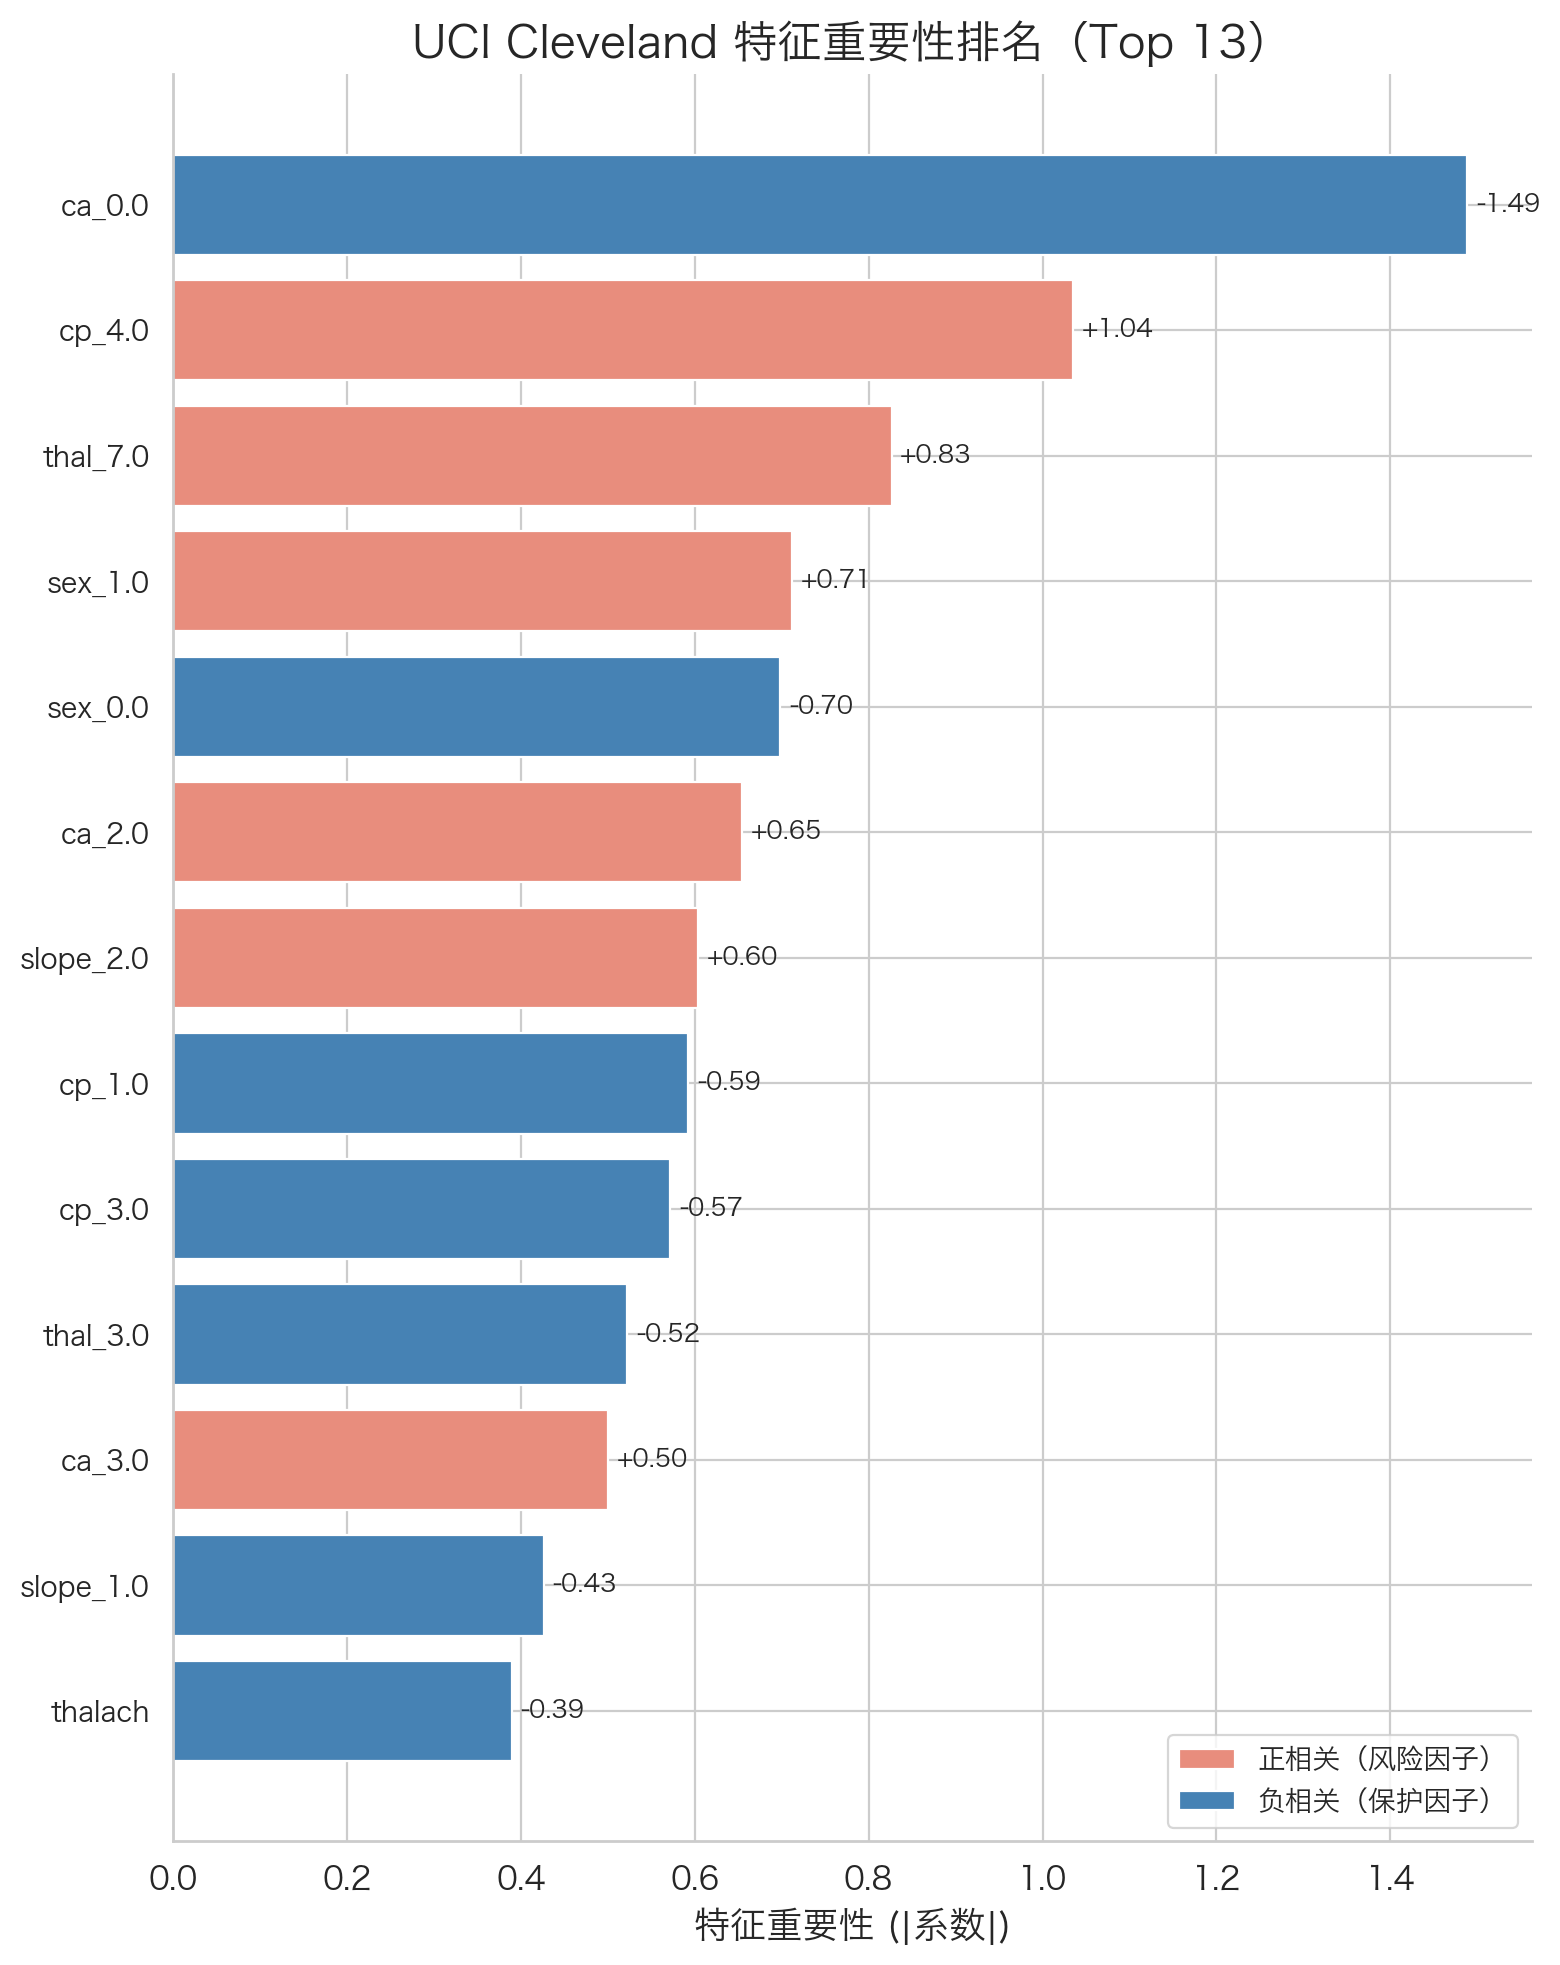 UCI Cleveland 特征重要性排名（Top 13）
ca_0.0 -1.49
cp_4.0 +1.04
thal_7.0 +0.83
sex_1.0 +0.71
sex_0.0 -0.70
ca_2.0 +0.65
slope_2.0 +0.60
cp_1.0 -0.59
cp_3.0 -0.57
thal_3.0 -0.52
ca_3.0 +0.50
slope_1.0 -0.43
thalach -0.39
正相关（风险因子）
负相关（保护因子）
0.0 0.2 0.4 0.6 0.8 1.0 1.2 1.4
特征重要性 (|系数|)